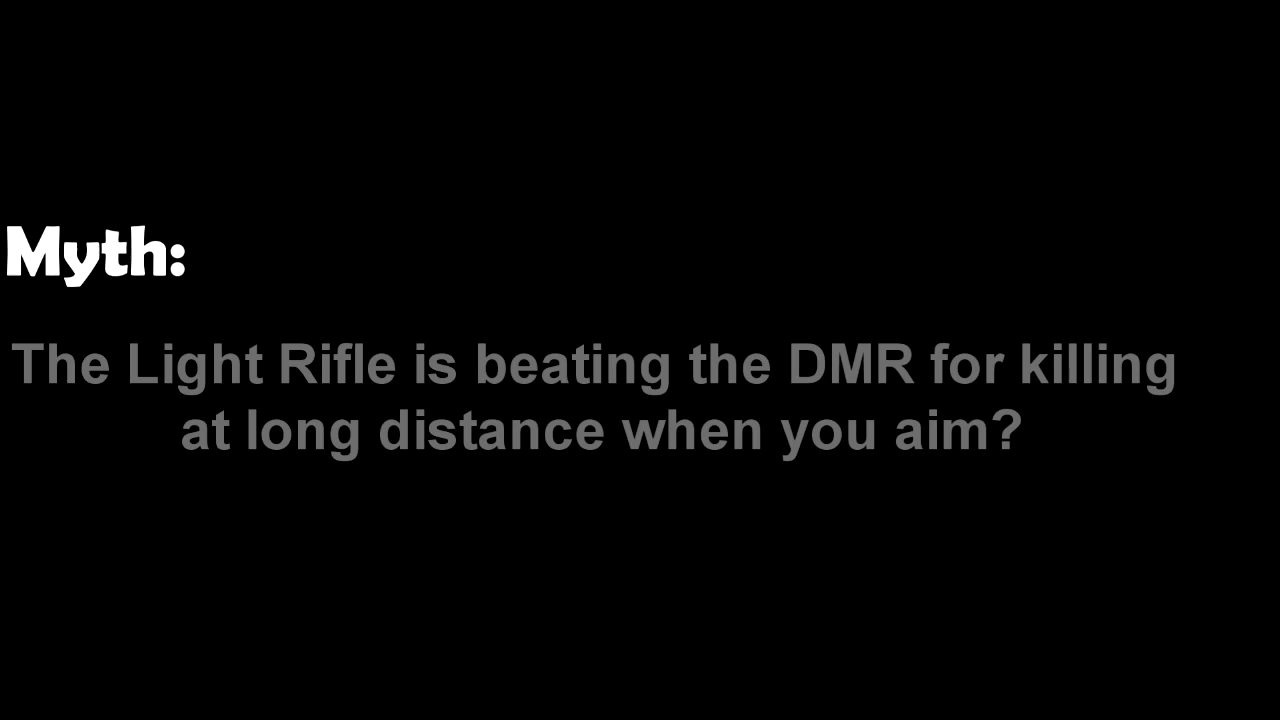 Myth:
The Light Rifle is beating the DMR for killing
at long distance when you aim?